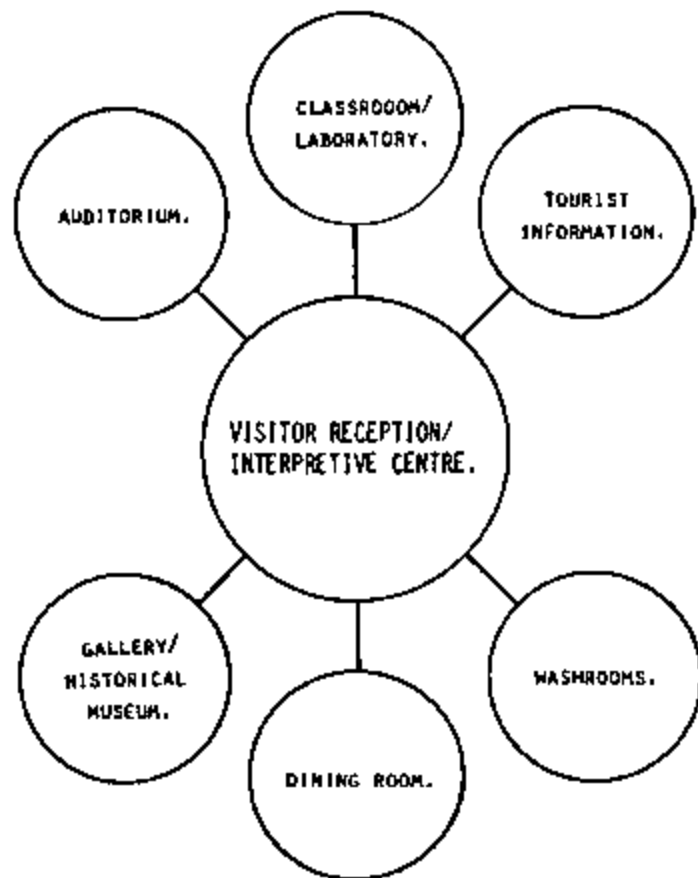 CLASSROOOM/
LABORATORY.
AUDITORIUM.
TOURIST
INFORMATION.
VISITOR RECEPTION/
INTERPRETIVE CENTRE.
GALLERY/
HISTORICAL
MUSEUM.
WASHROOMS.
DINING ROOM.